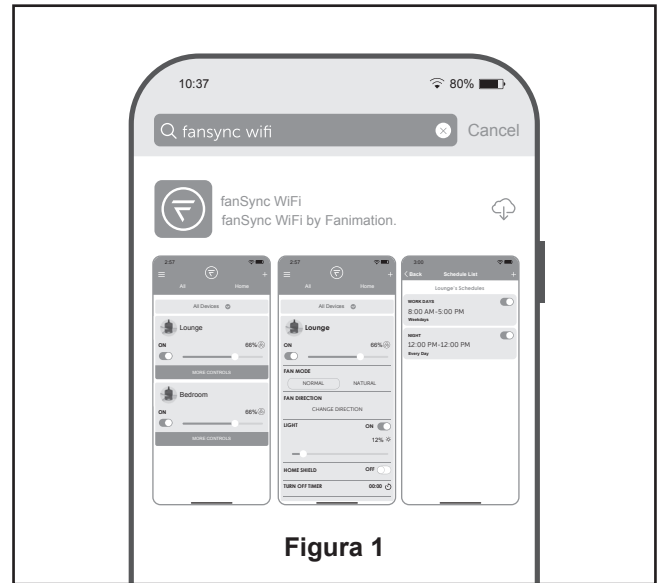 10:37
80%
fansync wifi
Cancel
fanSync WiFi
fanSync WiFi by Fanimation.
2:57
All Home
All Devices
Lounge
ON 66%
MORE CONTROLS
Bedroom
ON 66%
MORE CONTROLS
2:57
All Home
All Devices
Lounge
ON 66%
FAN MODE
NORMAL NATURAL
FAN DIRECTION
CHANGE DIRECTION
LIGHT ON
12%
HOME SHIELD OFF
TURN OFF TIMER 00:00
2:00
Back Schedule List +
Lounge's Schedules
WORK DAYS
8:00 AM-5:00 PM
Weekdays
NIGHT
12:00 PM-12:00 PM
Every Day
Figura 1